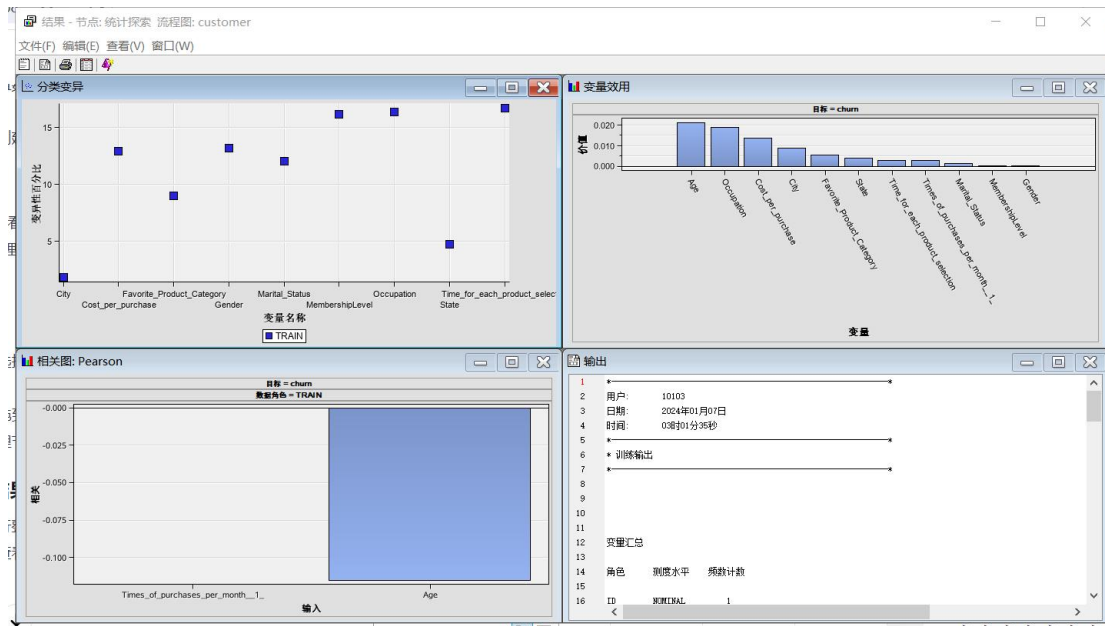 结果 - 节点: 统计探索 流程图: customer
文件(F) 编辑(E) 查看(V) 窗口(W)
分类变异
变异性百分比
15
10
5
City
Cost_per_purchase
Favorite_Product_Category
Gender
Marital_Status
MembershipLevel
Occupation
State
Time_for_each_product_selec
变量名称
TRAIN
变量效用
目标 = churn
价值
0.020
0.010
0.000
Age
Occupation
Cost_per_purchase
City
Favorite_Product_Category
State
Time_for_each_product_selection
Times_of_purchases_per_month__1_
Marital_Status
MembershipLevel
Gender
变量
相关图: Pearson
目标 = churn
数据角色 = TRAIN
相关
-0.000
-0.025
-0.050
-0.075
-0.100
Times_of_purchases_per_month__1_
Age
输入
输出
1 *--------------------------------*
2 用户: 10103
3 日期: 2024年01月07日
4 时间: 03时01分35秒
5 *--------------------------------*
6 * 训练输出
7 *--------------------------------*
8
9
10
11
12 变量汇总
13
14 角色 测度水平 频数计数
15
16 ID NOMINAL 1